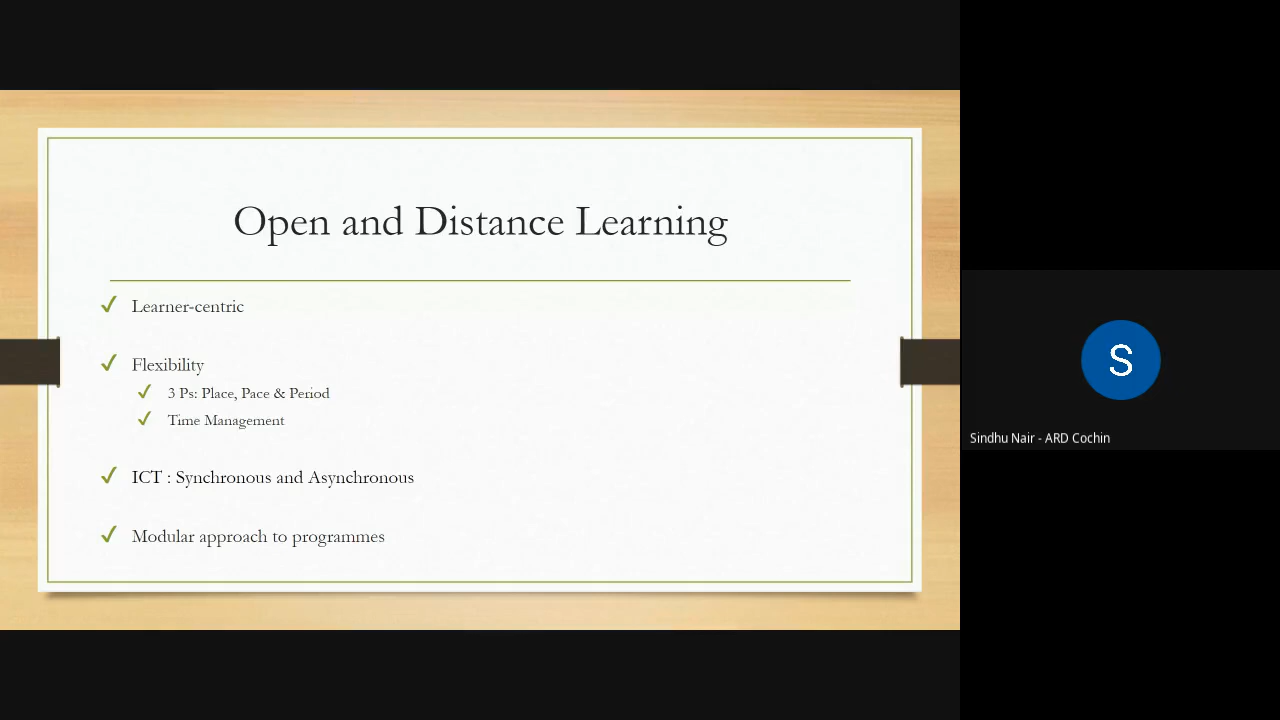 Open and Distance Learning
Learner-centric
Flexibility
3 Ps: Place, Pace & Period
Time Management
ICT : Synchronous and Asynchronous
Modular approach to programmes
S
Sindhu Nair - ARD Cochin